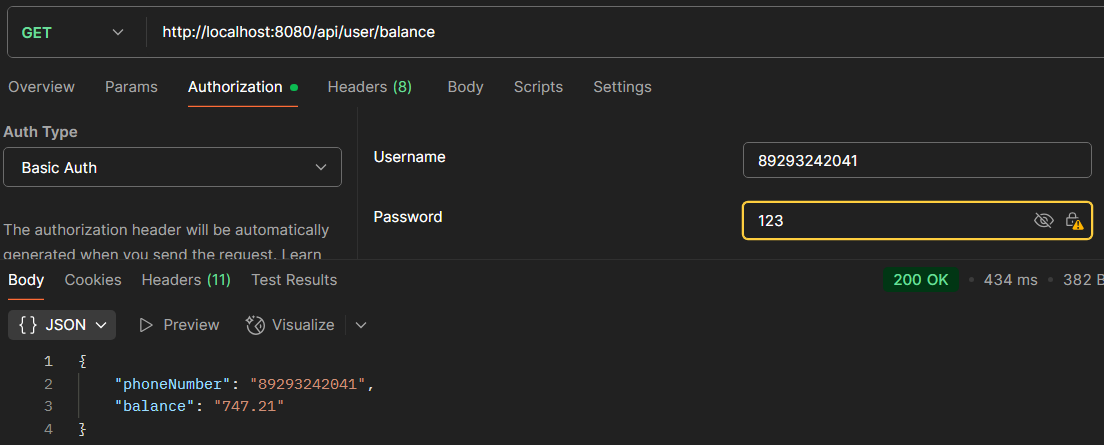 GET http://localhost:8080/api/user/balance
Overview Params Authorization Headers (8) Body Scripts Settings
Auth Type
Basic Auth
The authorization header will be automatically
generated when you send the request. Learn
Username 89293242041
Password 123
Body Cookies Headers (11) Test Results 200 OK • 434 ms • 382 B
{} JSON Preview Visualize
1 {
2 "phoneNumber": "89293242041",
3 "balance": "747.21"
4 }